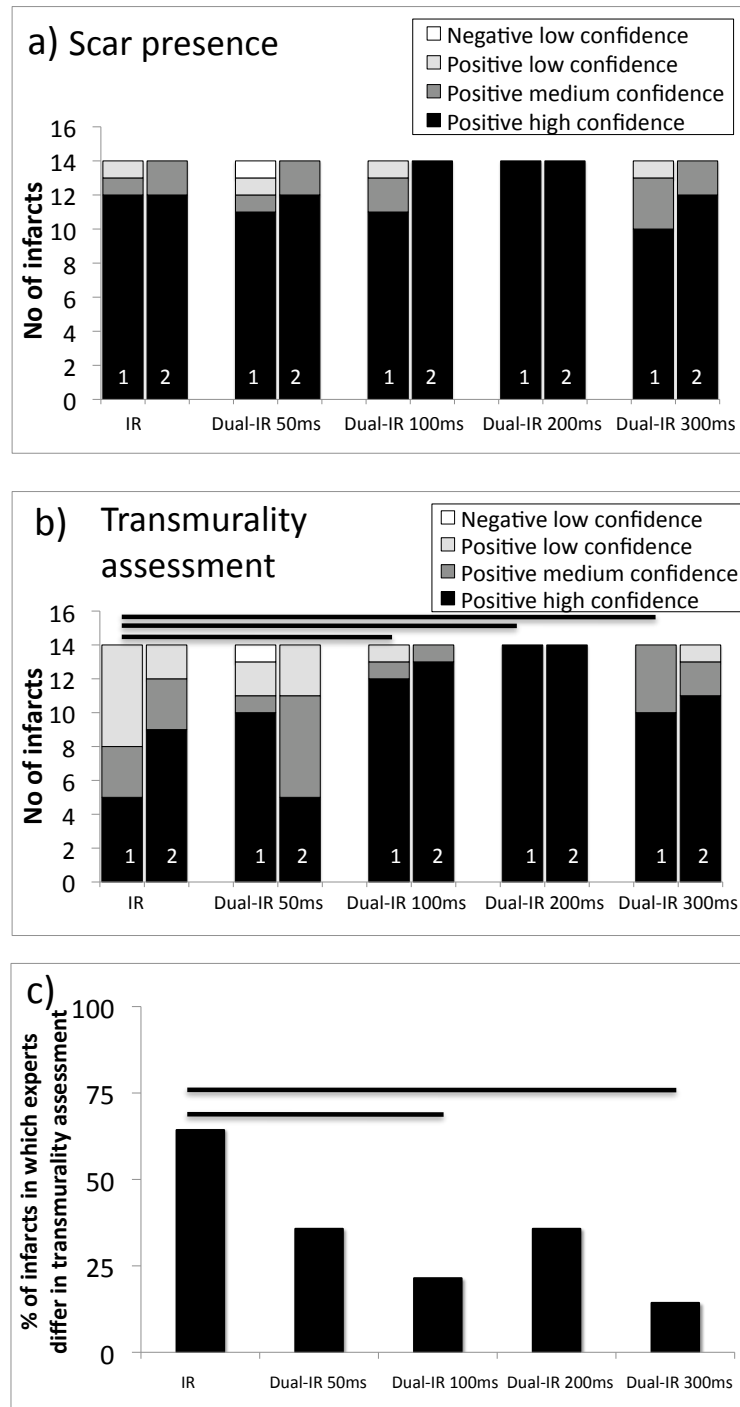 a) Scar presence
Negative low confidence
Positive low confidence
Positive medium confidence
Positive high confidence
No of infarcts
16
14
12
10
8
6
4
2
0
1 2 1 2 1 2 1 2 1 2
IR Dual-IR 50ms Dual-IR 100ms Dual-IR 200ms Dual-IR 300ms
b) Transmurality
assessment
Negative low confidence
Positive low confidence
Positive medium confidence
Positive high confidence
No of infarcts
16
14
12
10
8
6
4
2
0
1 2 1 2 1 2 1 2 1 2
IR Dual-IR 50ms Dual-IR 100ms Dual-IR 200ms Dual-IR 300ms
c)
% of infarcts in which experts
differ in transmurality assessment
100
75
50
25
0
IR Dual-IR 50ms Dual-IR 100ms Dual-IR 200ms Dual-IR 300ms